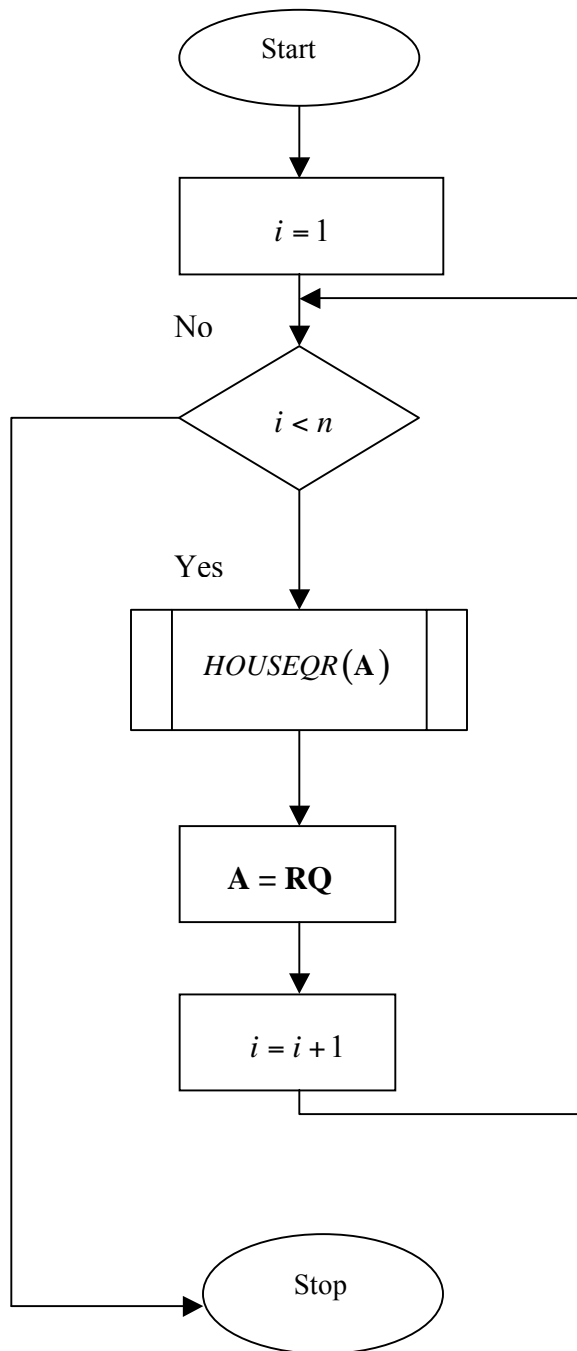 Start
i = 1
No
i < n
Yes
HOUSEQR(A)
A = RQ
i = i + 1
Stop